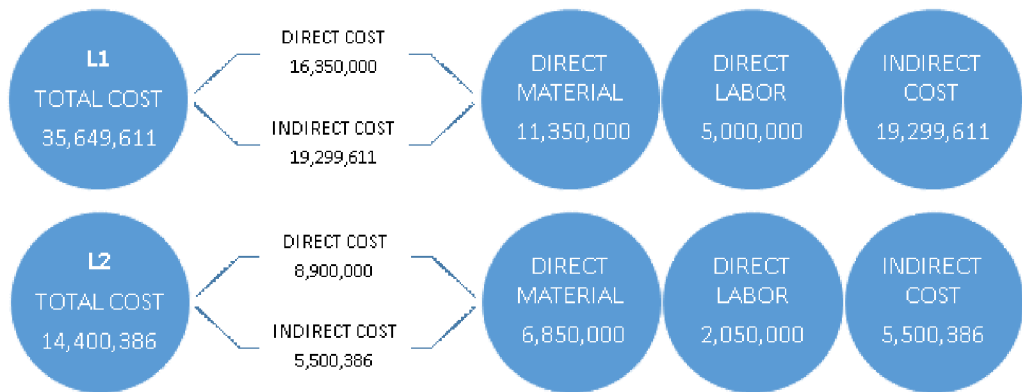 L1
TOTAL COST
35,649,611
DIRECT COST
16,350,000
INDIRECT COST
19,299,611
DIRECT
MATERIAL
11,350,000
DIRECT
LABOR
5,000,000
INDIRECT
COST
19,299,611
L2
TOTAL COST
14,400,386
DIRECT COST
8,900,000
INDIRECT COST
5,500,386
DIRECT
MATERIAL
6,850,000
DIRECT
LABOR
2,050,000
INDIRECT
COST
5,500,386